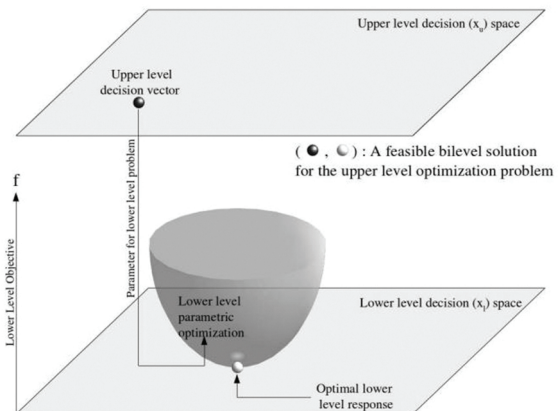 Upper level decision (x_u) space
Upper level
decision vector
( , ) : A feasible bilevel solution
for the upper level optimization problem
f
Lower Level Objective
Parameter for lower level problem
Lower level
parametric
optimization
Lower level decision (x_l) space
Optimal lower
level response